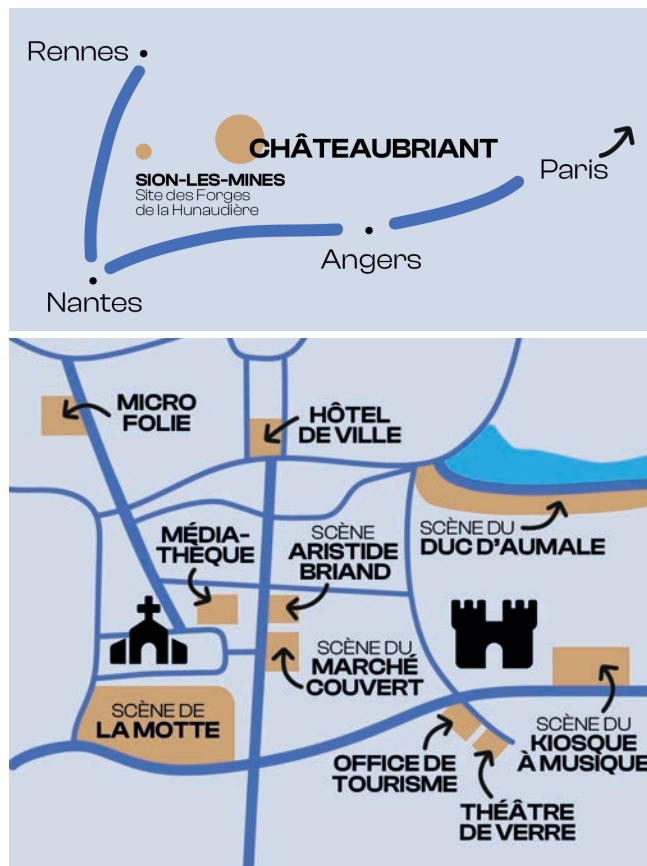 Rennes
CHÂTEAUBRIANT
Paris
SION-LES-MINES
Site des Forges
de la Hunaudière
Angers
Nantes
MICRO
FOLIE
HÔTEL
DE VILLE
MÉDIA-
THÈQUE
SCÈNE
ARISTIDE
BRIAND
SCÈNE DU
DUC D'AUMALE
SCÈNE DU
MARCHÉ
COUVERT
SCÈNE DE
LA MOTTE
OFFICE DE
TOURISME
THÉÂTRE
DE VERRE
SCÈNE DU
KIOSQUE
À MUSIQUE